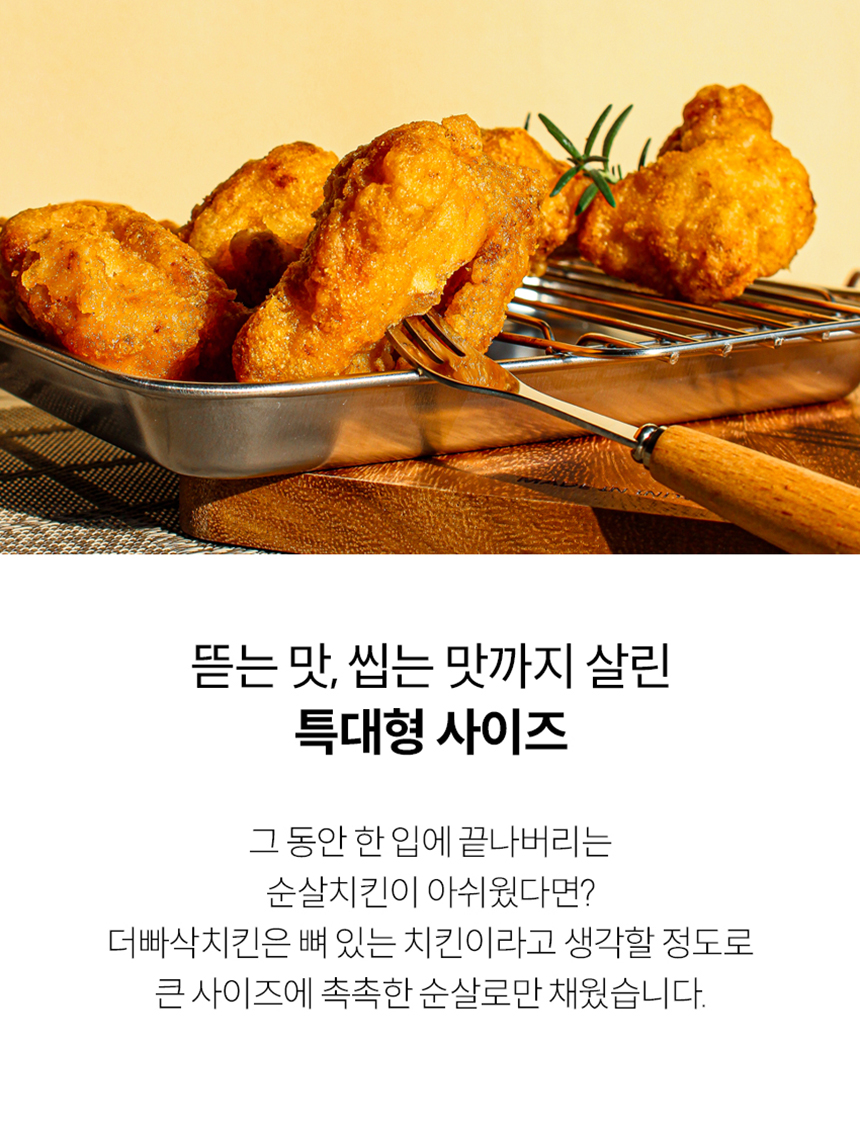 뜯는 맛, 씹는 맛까지 살린
특대형 사이즈
그 동안 한 입에 끝나버리는
순살치킨이 아쉬웠다면?
더빠삭치킨은 뼈 있는 치킨이라고 생각할 정도로
큰 사이즈에 촉촉한 순살로만 채웠습니다.